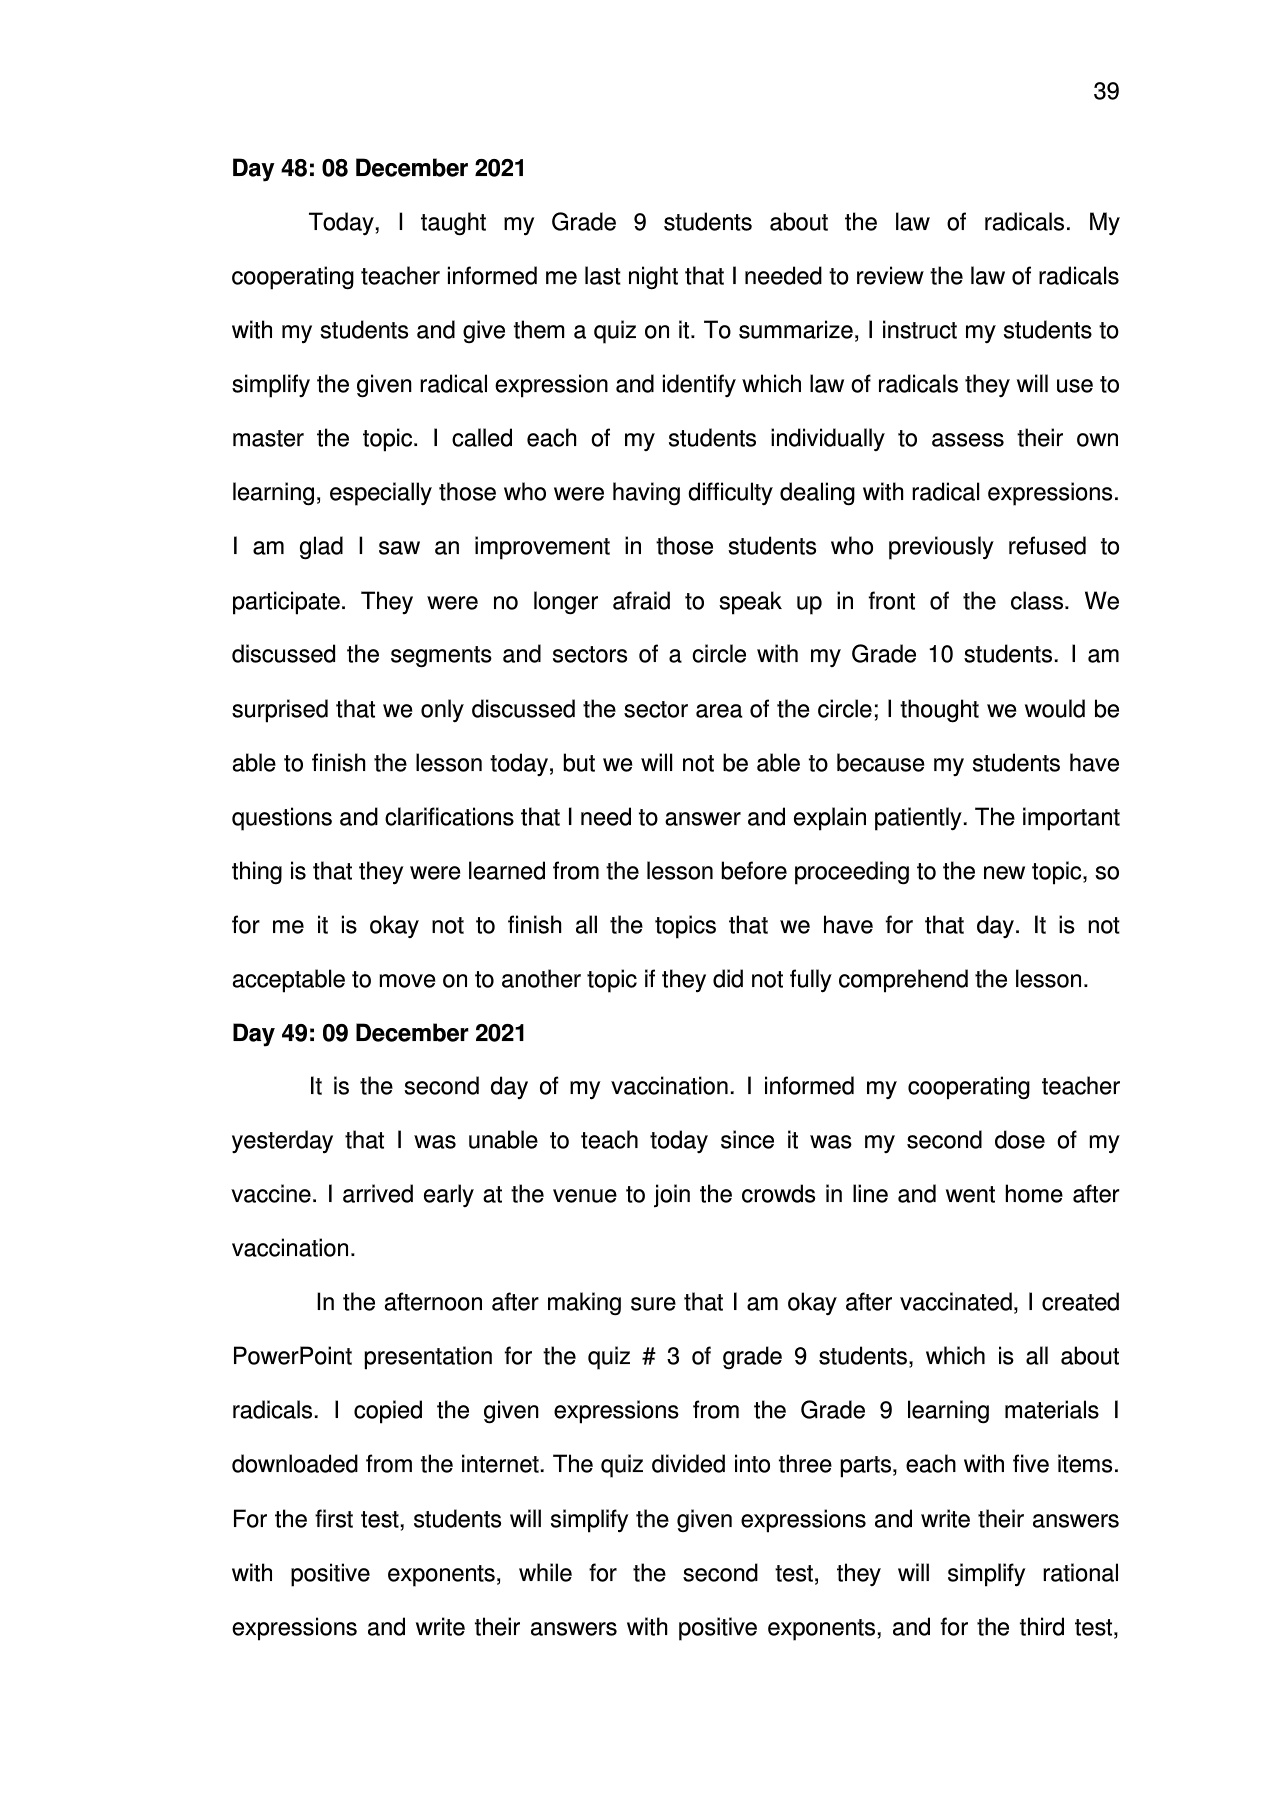 39
Day 48: 08 December 2021
Today, I taught my Grade 9 students about the law of radicals. My
cooperating teacher informed me last night that I needed to review the law of radicals
with my students and give them a quiz on it. To summarize, I instruct my students to
simplify the given radical expression and identify which law of radicals they will use to
master the topic. I called each of my students individually to assess their own
learning, especially those who were having difficulty dealing with radical expressions.
I am glad I saw an improvement in those students who previously refused to
participate. They were no longer afraid to speak up in front of the class. We
discussed the segments and sectors of a circle with my Grade 10 students. I am
surprised that we only discussed the sector area of the circle; I thought we would be
able to finish the lesson today, but we will not be able to because my students have
questions and clarifications that I need to answer and explain patiently. The important
thing is that they were learned from the lesson before proceeding to the new topic, so
for me it is okay not to finish all the topics that we have for that day. It is not
acceptable to move on to another topic if they did not fully comprehend the lesson.
Day 49: 09 December 2021
It is the second day of my vaccination. I informed my cooperating teacher
yesterday that I was unable to teach today since it was my second dose of my
vaccine. I arrived early at the venue to join the crowds in line and went home after
vaccination.
In the afternoon after making sure that I am okay after vaccinated, I created
PowerPoint presentation for the quiz # 3 of grade 9 students, which is all about
radicals. I copied the given expressions from the Grade 9 learning materials I
downloaded from the internet. The quiz divided into three parts, each with five items.
For the first test, students will simplify the given expressions and write their answers
with positive exponents, while for the second test, they will simplify rational
expressions and write their answers with positive exponents, and for the third test,